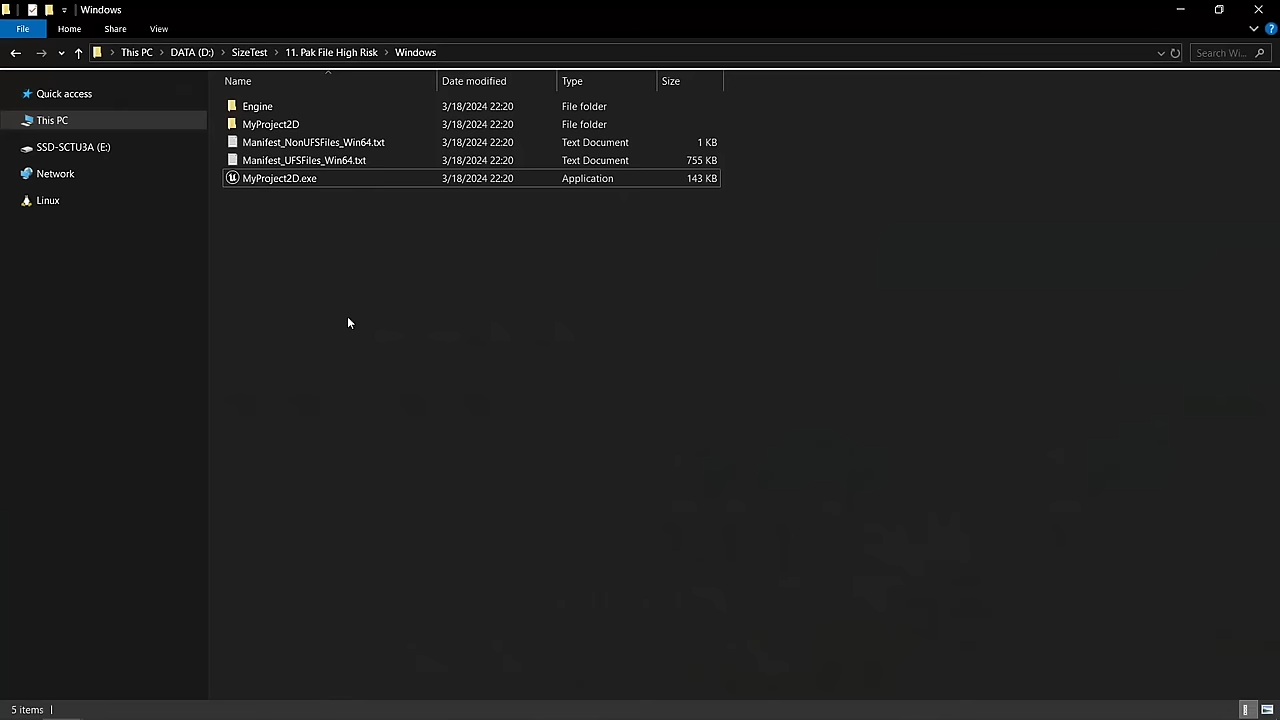 Windows
File Home Share View
This PC DATA (D:) SizeTest 11. Pak File High Risk Windows Search Wi...
Name Date modified Type Size
Quick access
This PC
SSD-SCTU3A (E:)
Network
Linux
Engine 3/18/2024 22:20 File folder
MyProject2D 3/18/2024 22:20 File folder
Manifest_NonUFSFiles_Win64.txt 3/18/2024 22:20 Text Document 1 KB
Manifest_UFSFiles_Win64.txt 3/18/2024 22:20 Text Document 755 KB
MyProject2D.exe 3/18/2024 22:20 Application 143 KB
5 items